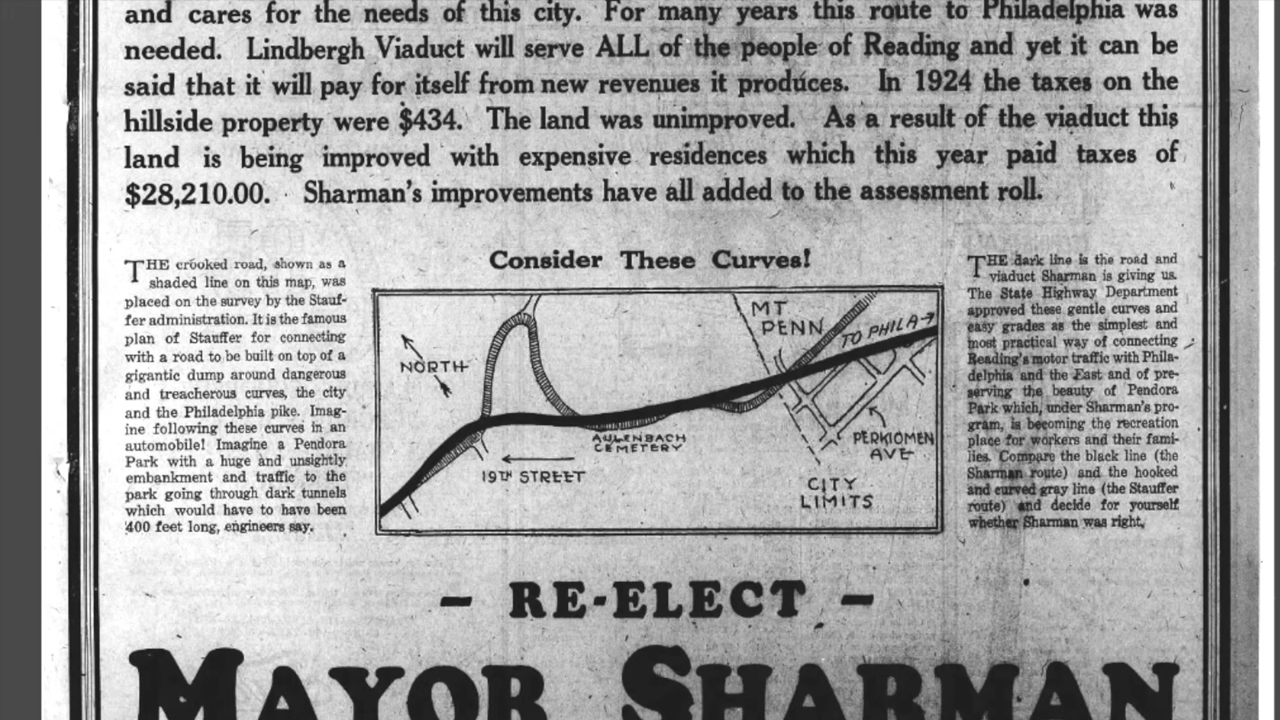 and cares for the needs of this city. For many years this route to Philadelphia was
needed. Lindbergh Viaduct will serve ALL of the people of Reading and yet it can be
said that it will pay for itself from new revenues it produces. In 1924 the taxes on the
hillside property were $434. The land was unimproved. As a result of the viaduct this
land is being improved with expensive residences which this year paid taxes of
$28,210.00. Sharman's improvements have all added to the assessment roll.
THE crooked road, shown as a
shaded line on this map, was
placed on the survey by the Stauf-
fer administration. It is the famous
plan of Stauffer for connecting
with a road to be built on top of a
gigantic dump around dangerous
and treacherous curves, the city
and the Philadelphia pike. Imag-
ine following these curves in an
automobile! Imagine a Pendora
Park with a huge and unsightly
embankment and traffic to the
park going through dark tunnels
which would have to have been
400 feet long, engineers say.
Consider These Curves!
MT
PENN
TO PHILA
NORTH
AULENBACH
CEMETERY
19TH STREET
PERKIOMEN
AVE
CITY
LIMITS
THE dark line is the road and
viaduct Sharman is giving us.
The State Highway Department
approved these gentle curves and
easy grades as the simplest and
most practical way of connecting
Reading's motor traffic with Phila-
delphia and the East and of pre-
serving the beauty of Pendora
Park which, under Sharman's pro-
gram, is becoming the recreation
place for workers and their fami-
lies. Compare the black line (the
Sharman route) and the hooked
and curved gray line (the Stauffer
route) and decide for yourself
whether Sharman was right.
- RE-ELECT -
MAYOR SHARMAN